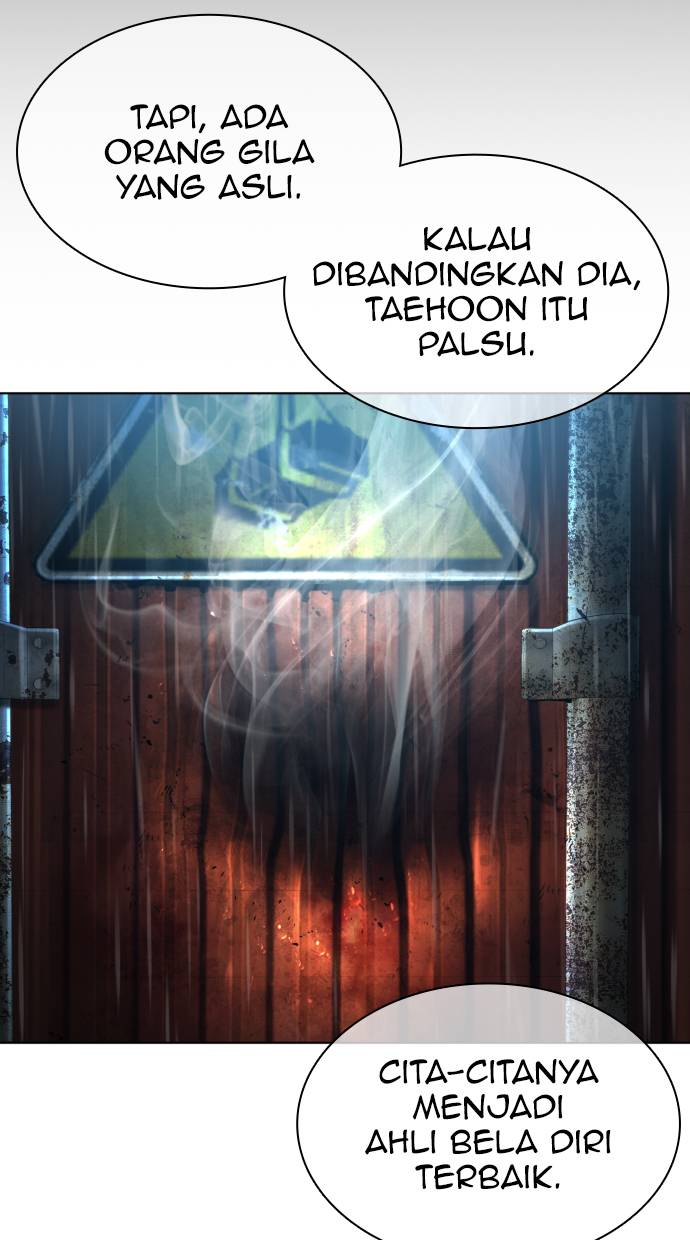 TAPI, ADA
ORANG GILA
YANG ASLI.
KALAU
DIBANDINGKAN DIA,
TAEHOON ITU
PALSU.
CITA-CITANYA
MENJADI
AHLI BELA DIRI
TERBAIK.